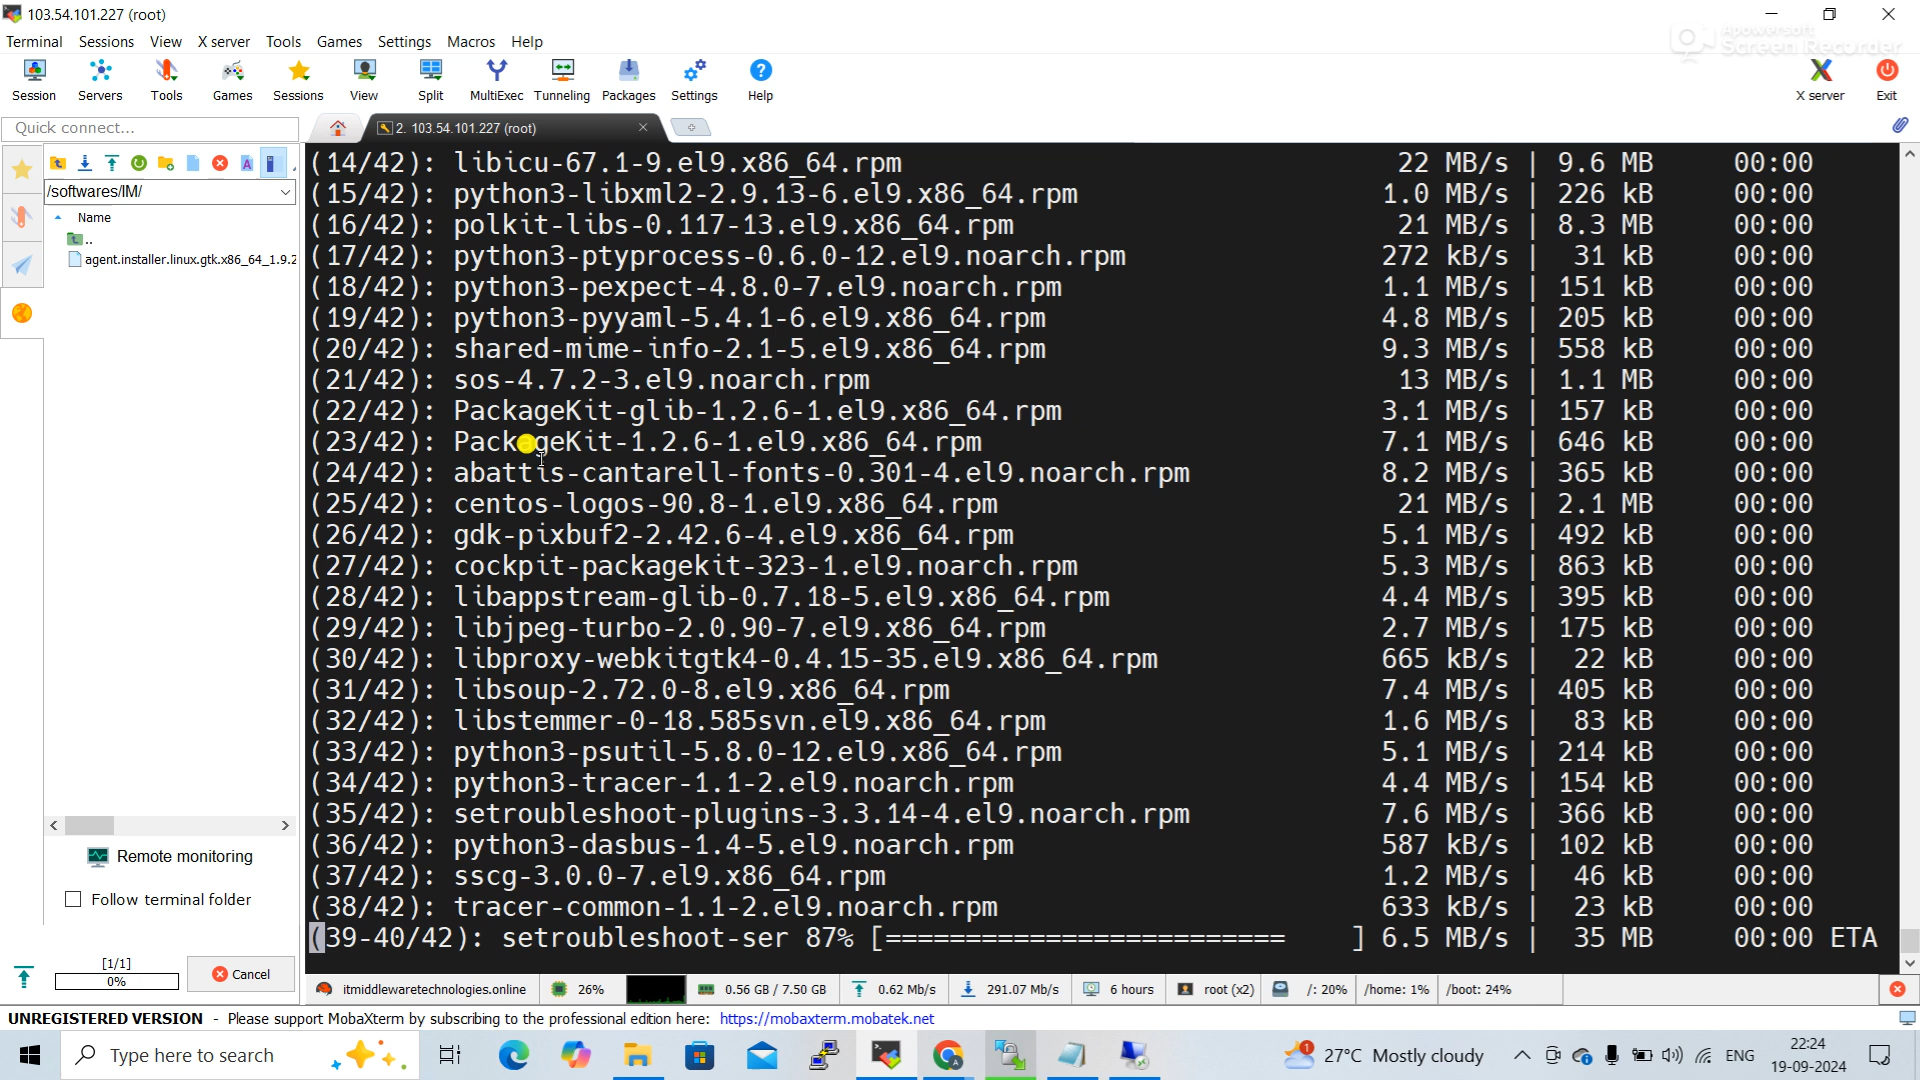 103.54.101.227 (root)
Apowersoft
Screen Recorder
Terminal Sessions View X server Tools Games Settings Macros Help
Session Servers Tools Games Sessions View Split MultiExec Tunneling Packages Settings Help X server Exit
Quick connect...
2. 103.54.101.227 (root)
/softwares/IM/
Name
..
agent.installer.linux.gtk.x86_64_1.9.2
(14/42): libicu-67.1-9.el9.x86_64.rpm 22 MB/s | 9.6 MB 00:00
(15/42): python3-libxml2-2.9.13-6.el9.x86_64.rpm 1.0 MB/s | 226 kB 00:00
(16/42): polkit-libs-0.117-13.el9.x86_64.rpm 21 MB/s | 8.3 MB 00:00
(17/42): python3-ptyprocess-0.6.0-12.el9.noarch.rpm 272 kB/s | 31 kB 00:00
(18/42): python3-pexpect-4.8.0-7.el9.noarch.rpm 1.1 MB/s | 151 kB 00:00
(19/42): python3-pyyaml-5.4.1-6.el9.x86_64.rpm 4.8 MB/s | 205 kB 00:00
(20/42): shared-mime-info-2.1-5.el9.x86_64.rpm 9.3 MB/s | 558 kB 00:00
(21/42): sos-4.7.2-3.el9.noarch.rpm 13 MB/s | 1.1 MB 00:00
(22/42): PackageKit-glib-1.2.6-1.el9.x86_64.rpm 3.1 MB/s | 157 kB 00:00
(23/42): PackageKit-1.2.6-1.el9.x86_64.rpm 7.1 MB/s | 646 kB 00:00
(24/42): abattis-cantarell-fonts-0.301-4.el9.noarch.rpm 8.2 MB/s | 365 kB 00:00
(25/42): centos-logos-90.8-1.el9.x86_64.rpm 21 MB/s | 2.1 MB 00:00
(26/42): gdk-pixbuf2-2.42.6-4.el9.x86_64.rpm 5.1 MB/s | 492 kB 00:00
(27/42): cockpit-packagekit-323-1.el9.noarch.rpm 5.3 MB/s | 863 kB 00:00
(28/42): libappstream-glib-0.7.18-5.el9.x86_64.rpm 4.4 MB/s | 395 kB 00:00
(29/42): libjpeg-turbo-2.0.90-7.el9.x86_64.rpm 2.7 MB/s | 175 kB 00:00
(30/42): libproxy-webkitgtk4-0.4.15-35.el9.x86_64.rpm 665 kB/s | 22 kB 00:00
(31/42): libsoup-2.72.0-8.el9.x86_64.rpm 7.4 MB/s | 405 kB 00:00
(32/42): libstemmer-0-18.585svn.el9.x86_64.rpm 1.6 MB/s | 83 kB 00:00
(33/42): python3-psutil-5.8.0-12.el9.x86_64.rpm 5.1 MB/s | 214 kB 00:00
(34/42): python3-tracer-1.1-2.el9.noarch.rpm 4.4 MB/s | 154 kB 00:00
(35/42): setroubleshoot-plugins-3.3.14-4.el9.noarch.rpm 7.6 MB/s | 366 kB 00:00
(36/42): python3-dasbus-1.4-5.el9.noarch.rpm 587 kB/s | 102 kB 00:00
(37/42): sscg-3.0.0-7.el9.x86_64.rpm 1.2 MB/s | 46 kB 00:00
(38/42): tracer-common-1.1-2.el9.noarch.rpm 633 kB/s | 23 kB 00:00
(39-40/42): setroubleshoot-ser 87% [========================= ] 6.5 MB/s | 35 MB 00:00 ETA
Remote monitoring
Follow terminal folder
[1/1]
0%
Cancel
itmiddlewaretechnologies.online 26% 0.56 GB / 7.50 GB 0.62 Mb/s 291.07 Mb/s 6 hours root (x2) /: 20% /home: 1% /boot: 24%
UNREGISTERED VERSION - Please support MobaXterm by subscribing to the professional edition here: https://mobaxterm.mobatek.net
Type here to search
1
A
27°C Mostly cloudy
ENG
22:24
19-09-2024